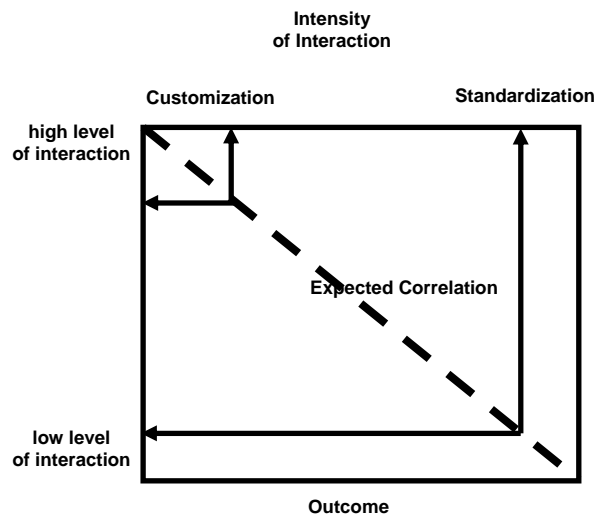 Intensity
of Interaction
Customization
Standardization
high level
of interaction
Expected Correlation
low level
of interaction
Outcome